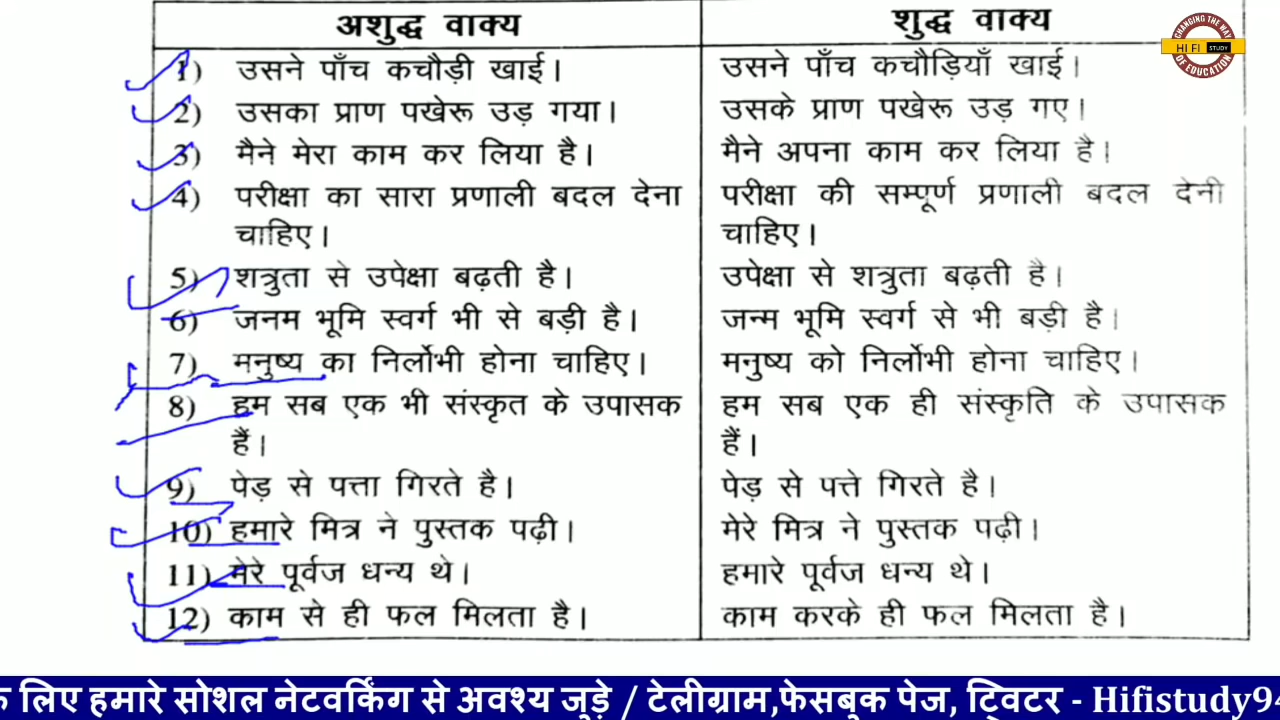 अशुद्ध वाक्य शुद्ध वाक्य
1) उसने पाँच कचौड़ी खाई। उसने पाँच कचौड़ियाँ खाई।
2) उसका प्राण पखेरू उड़ गया। उसके प्राण पखेरू उड़ गए।
3) मैने मेरा काम कर लिया है। मैने अपना काम कर लिया है।
4) परीक्षा का सारा प्रणाली बदल देना परीक्षा की सम्पूर्ण प्रणाली बदल देनी
चाहिए। चाहिए।
5) शत्रुता से उपेक्षा बढ़ती है। उपेक्षा से शत्रुता बढ़ती है।
6) जनम भूमि स्वर्ग भी से बड़ी है। जन्म भूमि स्वर्ग से भी बड़ी है।
7) मनुष्य का निर्लोभी होना चाहिए। मनुष्य को निर्लोभी होना चाहिए।
8) हम सब एक भी संस्कृत के उपासक हम सब एक ही संस्कृति के उपासक
हैं। हैं।
9) पेड़ से पत्ता गिरते है। पेड़ से पत्ते गिरते है।
10) हमारे मित्र ने पुस्तक पढ़ी। मेरे मित्र ने पुस्तक पढ़ी।
11) मेरे पूर्वज धन्य थे। हमारे पूर्वज धन्य थे।
12) काम से ही फल मिलता है। काम करके ही फल मिलता है।
CHANGING THE WAY
HI FI STUDY
OF EDUCATION
लिए हमारे सोशल नेटवर्किंग से अवश्य जुड़े / टेलीग्राम,फेसबुक पेज, ट्विटर - Hifistudy94